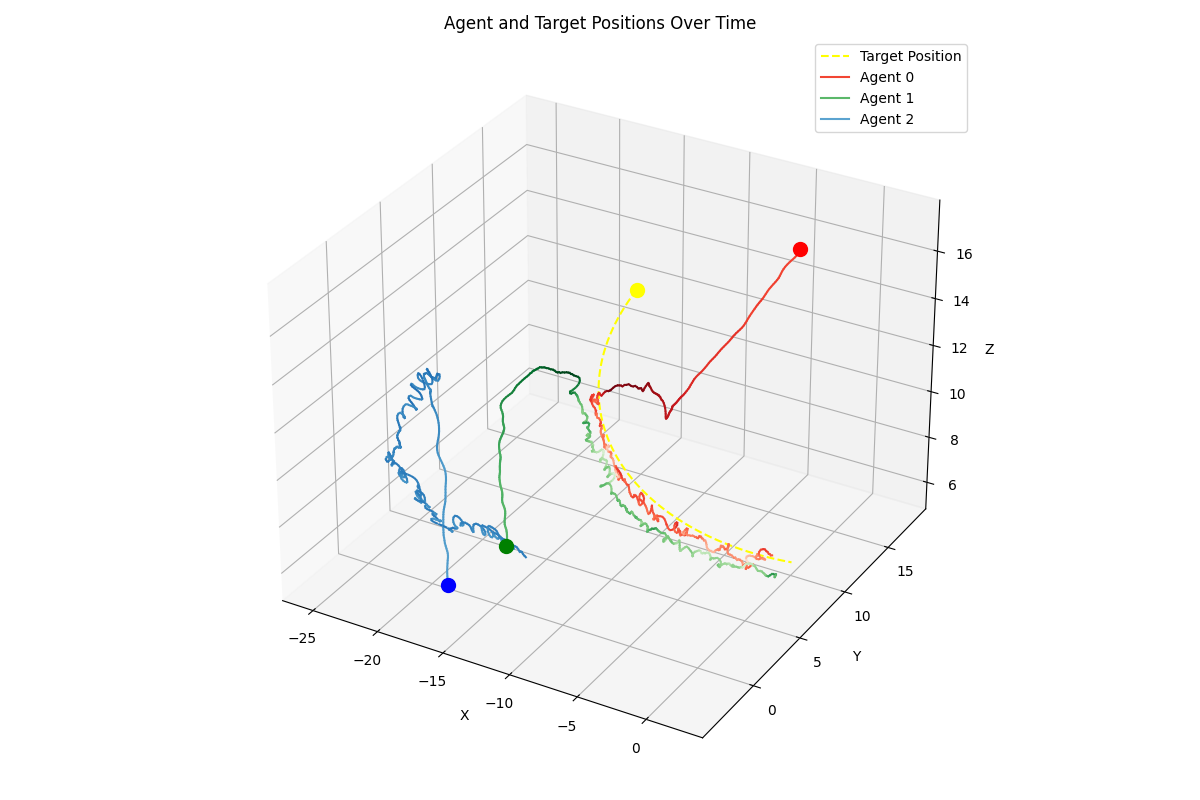 Agent and Target Positions Over Time
Target Position
Agent 0
Agent 1
Agent 2
16
14
12
10
8
6
Z
15
10
5
0
Y
−25
−20
−15
−10
−5
0
X